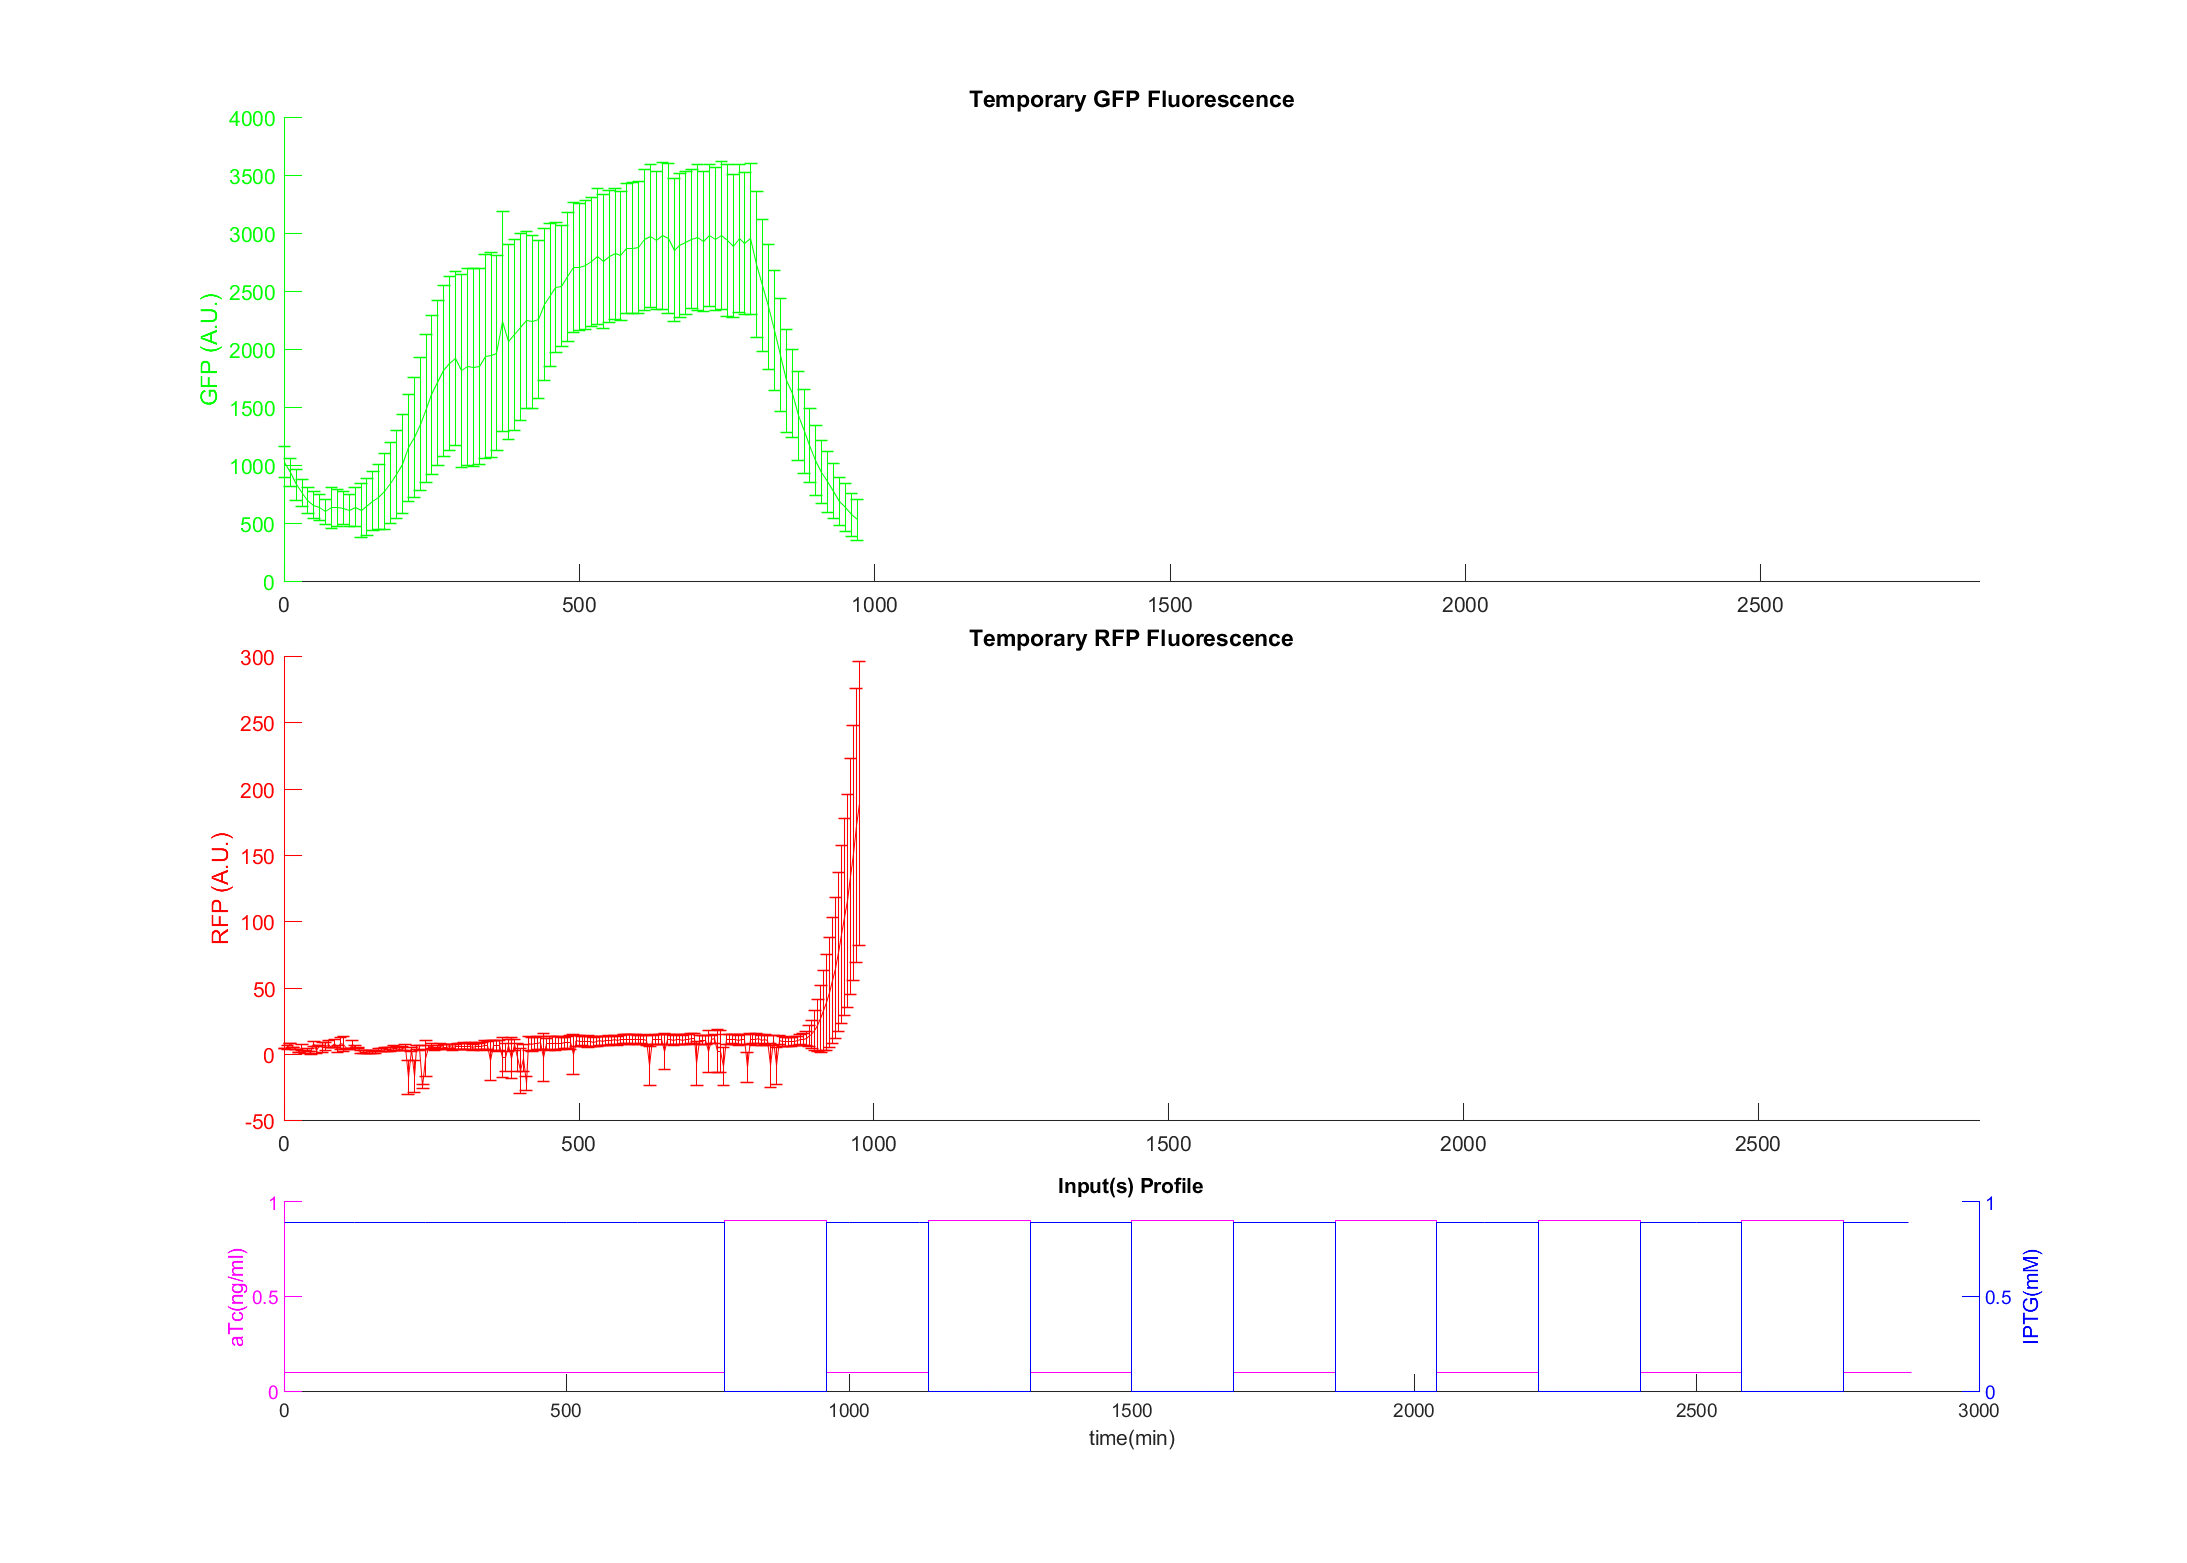 Temporary GFP Fluorescence
4000
3500
3000
2500
2000
1500
1000
500
0
GFP (A.U.)
0 500 1000 1500 2000 2500
Temporary RFP Fluorescence
300
250
200
150
100
50
0
-50
RFP (A.U.)
0 500 1000 1500 2000 2500
Input(s) Profile
1
0.5
0
aTc(ng/ml)
1
0.5
0
IPTG(mM)
0 500 1000 1500 2000 2500 3000
time(min)